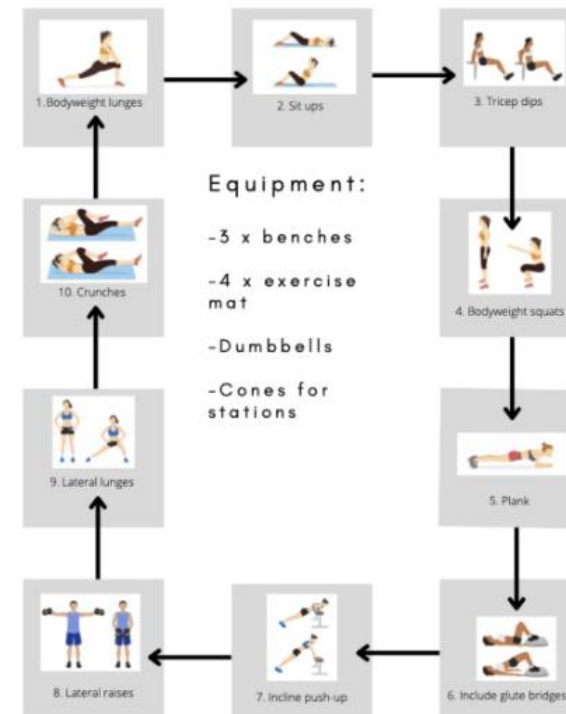 1.Bodyweight lunges
2. Sit ups
3. Tricep dips
Equipment:
-3 x benches
-4 x exercise
mat
-Dumbbells
-Cones for
stations
10. Crunches
4. Bodyweight squats
9. Lateral lunges
5. Plank
8. Lateral raises
7. Incline push-up
6. Include glute bridges